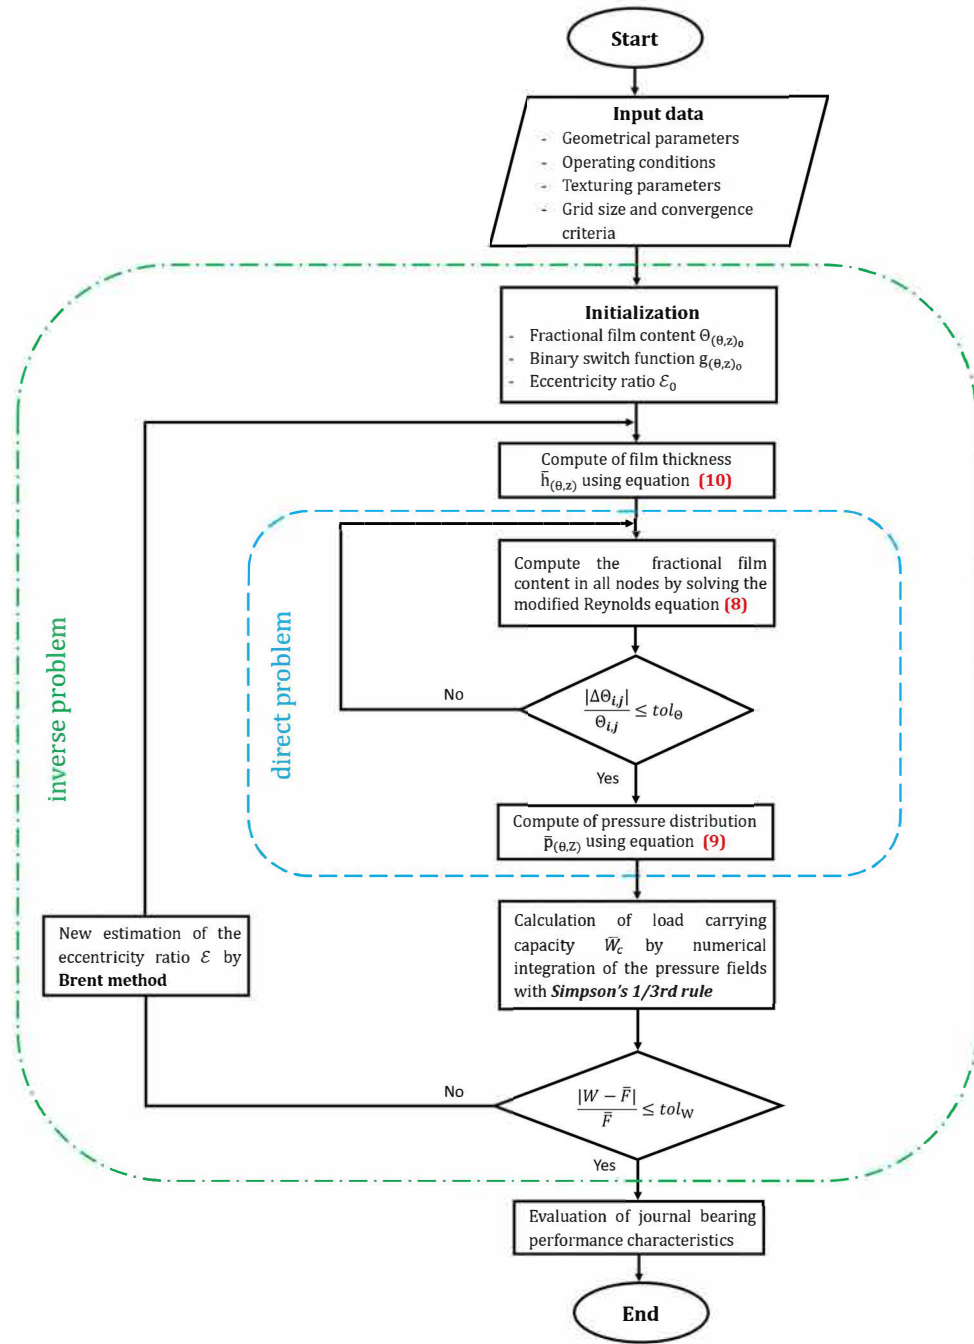 Start
Input data
- Geometrical parameters
- Operating conditions
- Texturing parameters
- Grid size and convergence
criteria
Initialization
- Fractional film content Θ(θ,z)₀
- Binary switch function g(θ,z)₀
- Eccentricity ratio ℰ₀
Compute of film thickness
h̄(θ,z) using equation (10)
Compute the fractional film
content in all nodes by solving the
modified Reynolds equation (8)
No
|ΔΘi,j|
Θi,j
≤ tolΘ
Yes
Compute of pressure distribution
p̄(θ,Z) using equation (9)
direct problem
inverse problem
New estimation of the
eccentricity ratio ℰ by
Brent method
Calculation of load carrying
capacity W̄c by numerical
integration of the pressure fields
with Simpson's 1/3rd rule
No
|W − F̄|
F̄
≤ tolW
Yes
Evaluation of journal bearing
performance characteristics
End